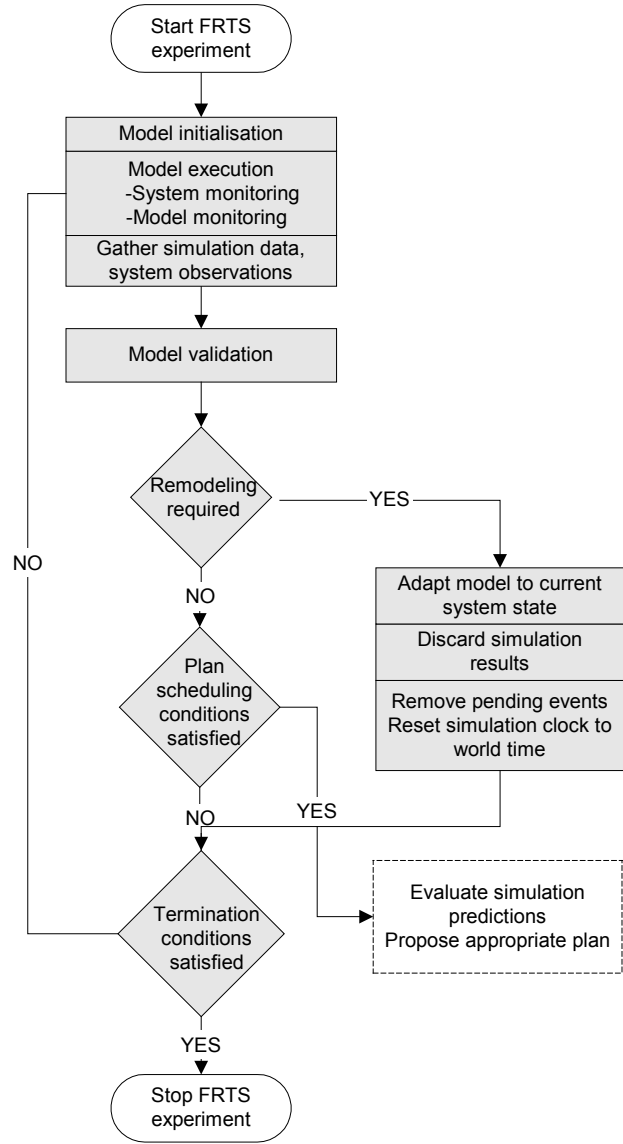 Start FRTS
experiment
Model initialisation
Model execution
-System monitoring
-Model monitoring
Gather simulation data,
system observations
Model validation
Remodeling
required
YES
NO
NO
Adapt model to current
system state
Discard simulation
results
Remove pending events
Reset simulation clock to
world time
Plan
scheduling
conditions
satisfied
YES
NO
Evaluate simulation
predictions
Propose appropriate plan
Termination
conditions
satisfied
YES
Stop FRTS
experiment